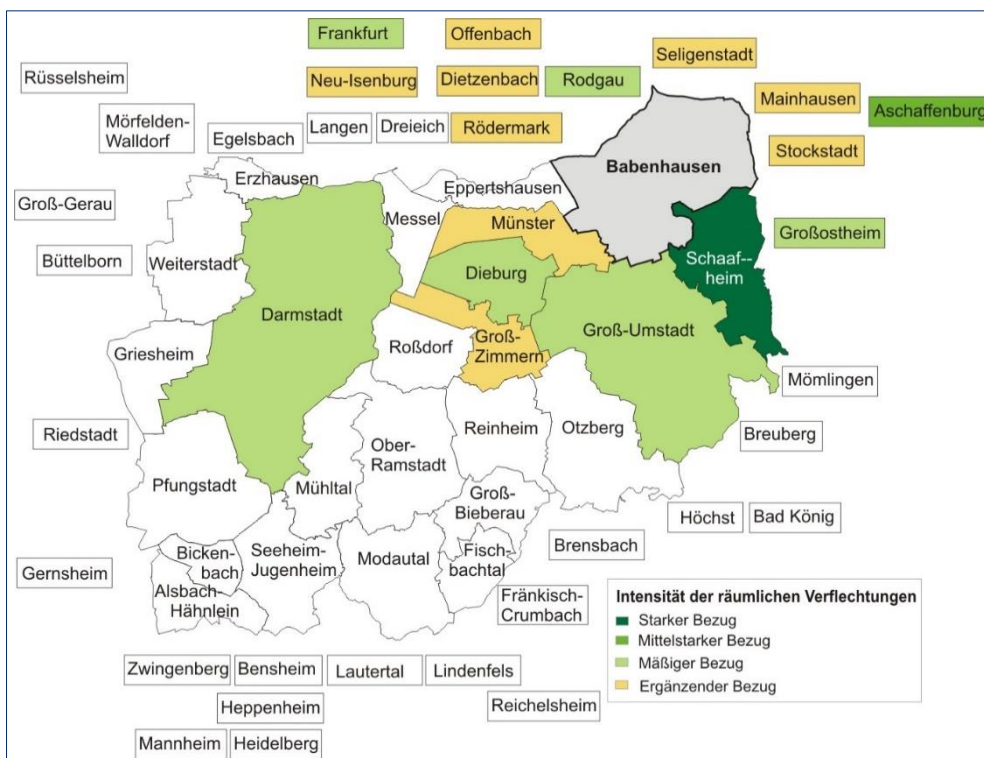 Frankfurt
Offenbach
Seligenstadt
Rüsselsheim
Neu-Isenburg
Dietzenbach
Rodgau
Mainhausen
Aschaffenburg
Mörfelden-
Walldorf
Egelsbach
Langen
Dreieich
Rödermark
Stockstadt
Babenhausen
Erzhausen
Eppertshausen
Groß-Gerau
Messel
Münster
Großostheim
Büttelborn
Weiterstadt
Dieburg
Schaaf--
heim
Darmstadt
Groß-Umstadt
Griesheim
Roßdorf
Groß-
Zimmern
Mömlingen
Riedstadt
Ober-
Ramstadt
Reinheim
Otzberg
Breuberg
Pfungstadt
Mühltal
Groß-
Bieberau
Höchst
Bad König
Bicken-
bach
Seeheim-
Jugenheim
Modautal
Fisch-
bachtal
Brensbach
Gernsheim
Alsbach-
Hähnlein
Fränkisch-
Crumbach
Intensität der räumlichen Verflechtungen
Starker Bezug
Mittelstarker Bezug
Mäßiger Bezug
Ergänzender Bezug
Zwingenberg
Bensheim
Lautertal
Lindenfels
Heppenheim
Reichelsheim
Mannheim
Heidelberg